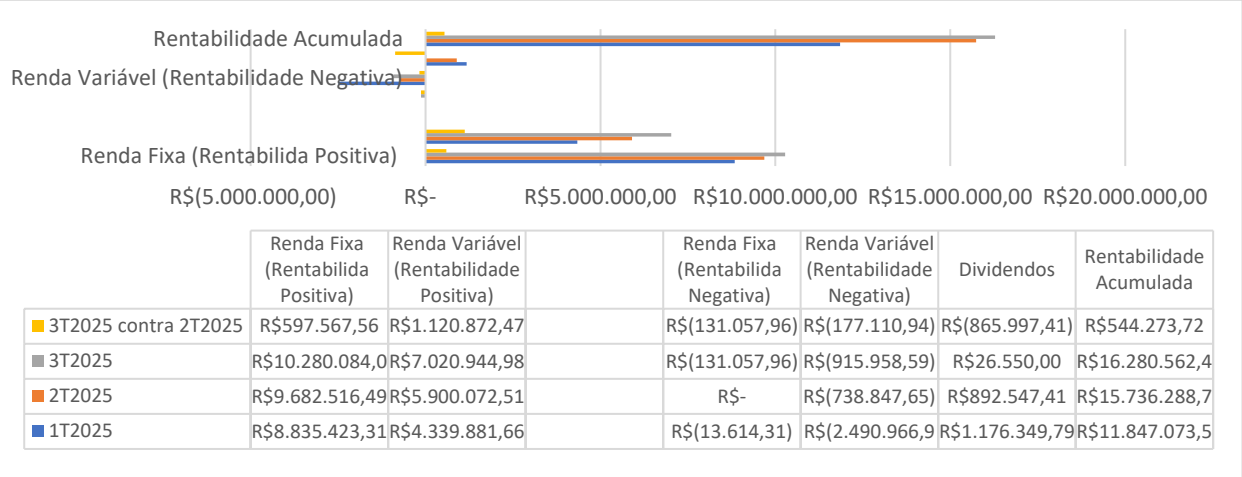 Rentabilidade Acumulada
Renda Variável (Rentabilidade Negativa)
Renda Fixa (Rentabilida Positiva)
R$(5.000.000,00) R$- R$5.000.000,00 R$10.000.000,00 R$15.000.000,00 R$20.000.000,00
Renda Fixa Renda Variável Renda Fixa Renda Variável
(Rentabilida (Rentabilidade (Rentabilida (Rentabilidade Dividendos Rentabilidade
Positiva) Positiva) Negativa) Negativa) Acumulada
3T2025 contra 2T2025 R$597.567,56 R$1.120.872,47 R$(131.057,96) R$(177.110,94) R$(865.997,41) R$544.273,72
3T2025 R$10.280.084,0 R$7.020.944,98 R$(131.057,96) R$(915.958,59) R$26.550,00 R$16.280.562,4
2T2025 R$9.682.516,49 R$5.900.072,51 R$- R$(738.847,65) R$892.547,41 R$15.736.288,7
1T2025 R$8.835.423,31 R$4.339.881,66 R$(13.614,31) R$(2.490.966,9 R$1.176.349,79 R$11.847.073,5